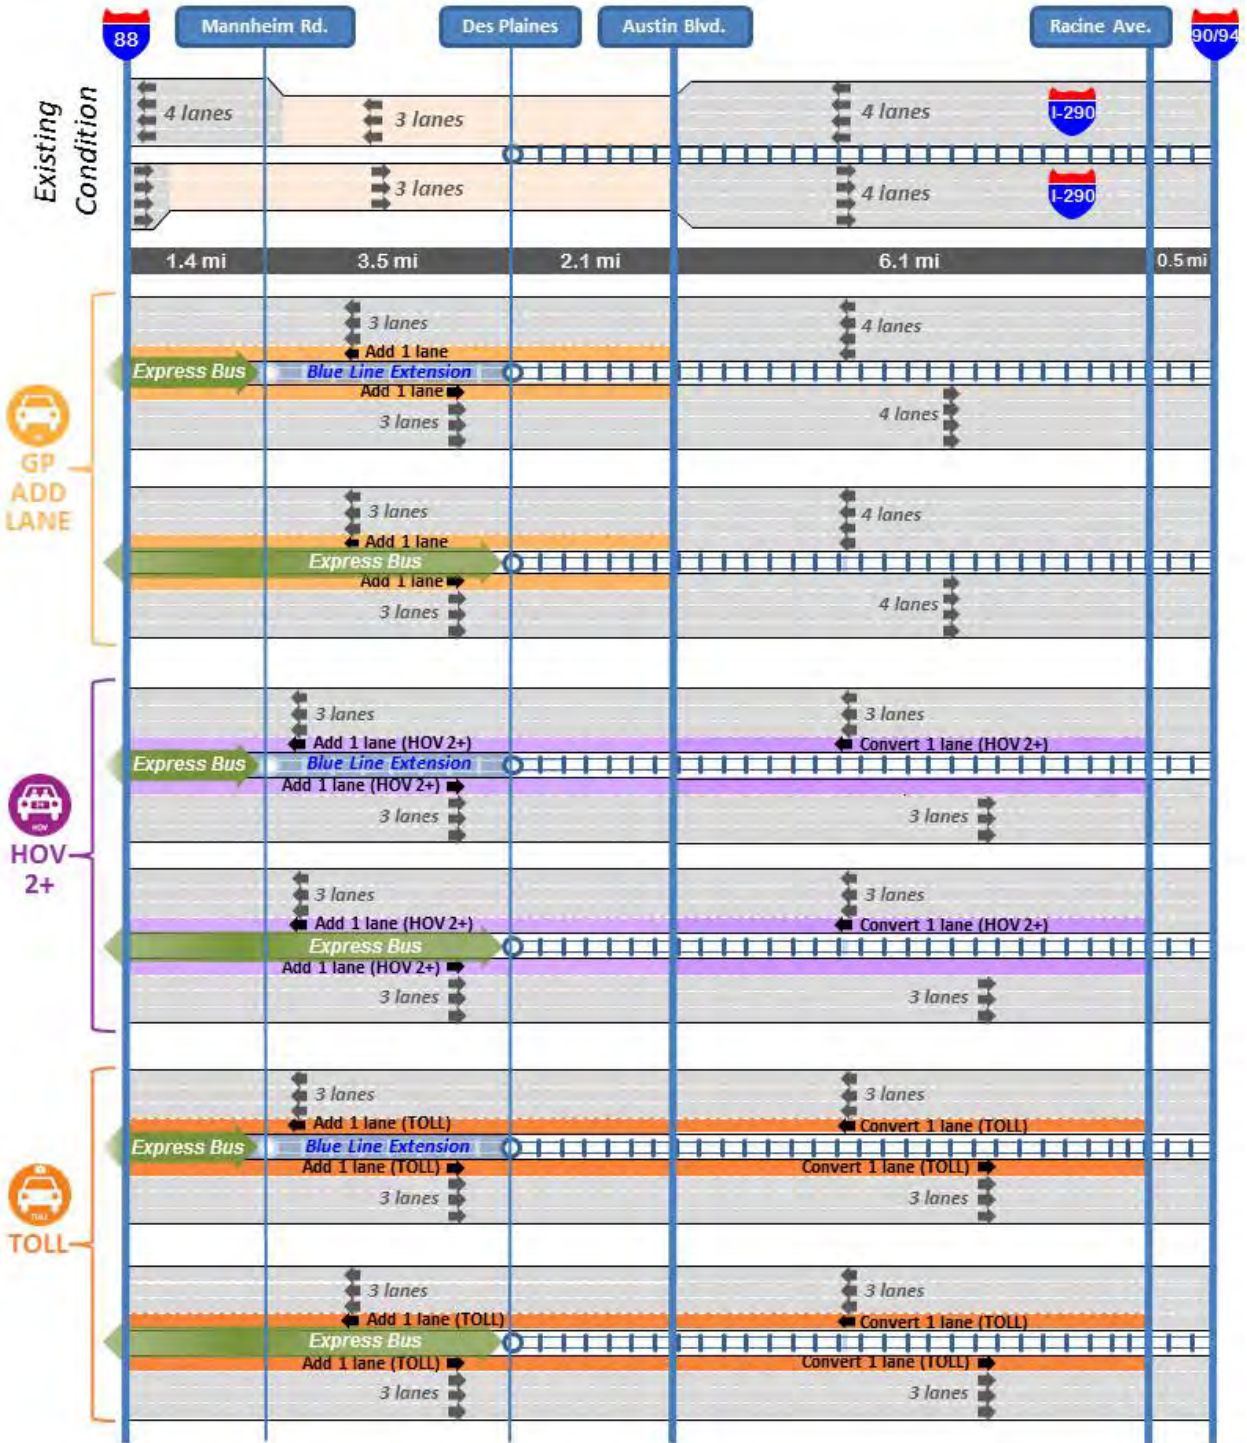 88
Mannheim Rd.
Des Plaines
Austin Blvd.
Racine Ave.
90/94
Existing
Condition
4 lanes
3 lanes
4 lanes
I-290
3 lanes
4 lanes
I-290
1.4 mi
3.5 mi
2.1 mi
6.1 mi
0.5 mi
GP
ADD
LANE
3 lanes
4 lanes
Add 1 lane
Express Bus
Blue Line Extension
Add 1 lane
3 lanes
4 lanes
3 lanes
4 lanes
Add 1 lane
Express Bus
Add 1 lane
3 lanes
4 lanes
HOV
HOV
2+
3 lanes
3 lanes
Add 1 lane (HOV 2+)
Convert 1 lane (HOV 2+)
Express Bus
Blue Line Extension
Add 1 lane (HOV 2+)
3 lanes
3 lanes
3 lanes
3 lanes
Add 1 lane (HOV 2+)
Convert 1 lane (HOV 2+)
Express Bus
Add 1 lane (HOV 2+)
3 lanes
3 lanes
TOLL
3 lanes
3 lanes
Add 1 lane (TOLL)
Convert 1 lane (TOLL)
Express Bus
Blue Line Extension
Add 1 lane (TOLL)
Convert 1 lane (TOLL)
3 lanes
3 lanes
3 lanes
3 lanes
Add 1 lane (TOLL)
Convert 1 lane (TOLL)
Express Bus
Add 1 lane (TOLL)
Convert 1 lane (TOLL)
3 lanes
3 lanes